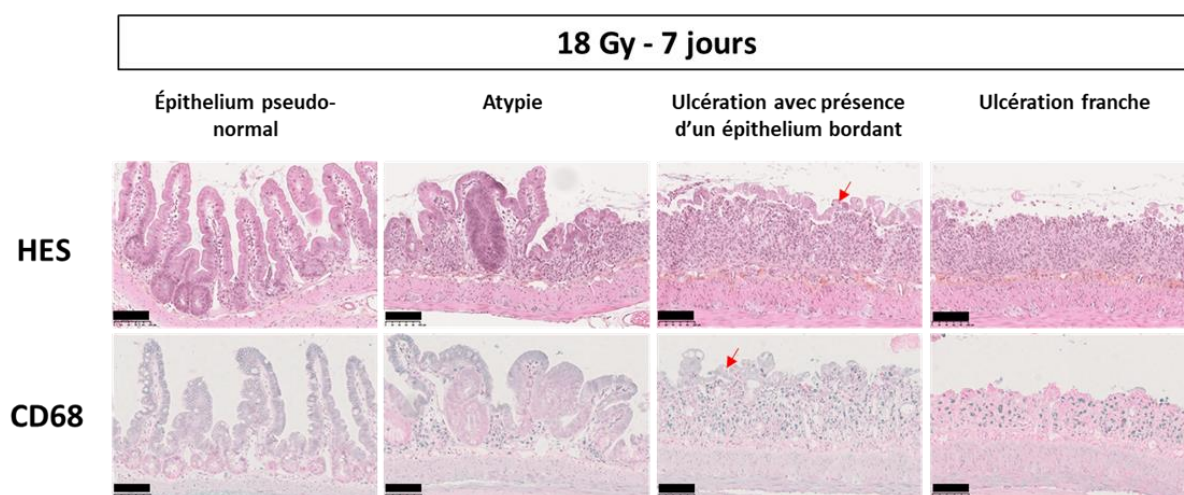 18 Gy - 7 jours
Épithelium pseudo-
normal
Atypie
Ulcération avec présence
d’un épithelium bordant
Ulcération franche
HES
CD68